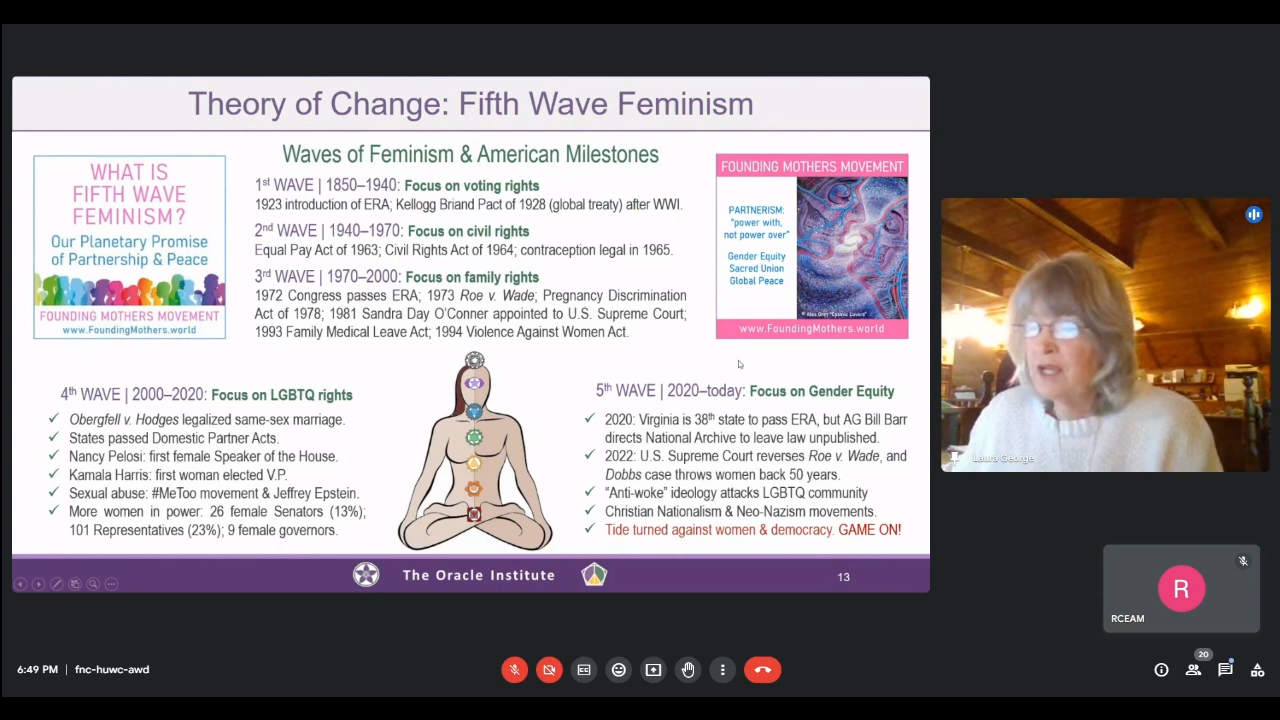 Theory of Change: Fifth Wave Feminism
WHAT IS
FIFTH WAVE
FEMINISM?
Our Planetary Promise
of Partnership & Peace
FOUNDING MOTHERS MOVEMENT
www.FoundingMothers.world
Waves of Feminism & American Milestones
1st WAVE | 1850–1940: Focus on voting rights
1923 introduction of ERA; Kellogg Briand Pact of 1928 (global treaty) after WWI.
2nd WAVE | 1940–1970: Focus on civil rights
Equal Pay Act of 1963; Civil Rights Act of 1964; contraception legal in 1965.
3rd WAVE | 1970–2000: Focus on family rights
1972 Congress passes ERA; 1973 Roe v. Wade; Pregnancy Discrimination
Act of 1978; 1981 Sandra Day O'Conner appointed to U.S. Supreme Court;
1993 Family Medical Leave Act; 1994 Violence Against Women Act.
FOUNDING MOTHERS MOVEMENT
PARTNERISM:
"power with,
not power over"
Gender Equity
Sacred Union
Global Peace
© Alex Grey "Cosmic Lovers"
www.FoundingMothers.world
4th WAVE | 2000–2020: Focus on LGBTQ rights
✓ Obergfell v. Hodges legalized same-sex marriage.
✓ States passed Domestic Partner Acts.
✓ Nancy Pelosi: first female Speaker of the House.
✓ Kamala Harris: first woman elected V.P.
✓ Sexual abuse: #MeToo movement & Jeffrey Epstein.
✓ More women in power: 26 female Senators (13%);
101 Representatives (23%); 9 female governors.
5th WAVE | 2020–today: Focus on Gender Equity
✓ 2020: Virginia is 38th state to pass ERA, but AG Bill Barr
directs National Archive to leave law unpublished.
✓ 2022: U.S. Supreme Court reverses Roe v. Wade, and
Dobbs case throws women back 50 years.
✓ "Anti-woke" ideology attacks LGBTQ community
✓ Christian Nationalism & Neo-Nazism movements.
✓ Tide turned against women & democracy. GAME ON!
The Oracle Institute
13
Laura George
R
RCEAM
6:49 PM | fnc-huwc-awd
20